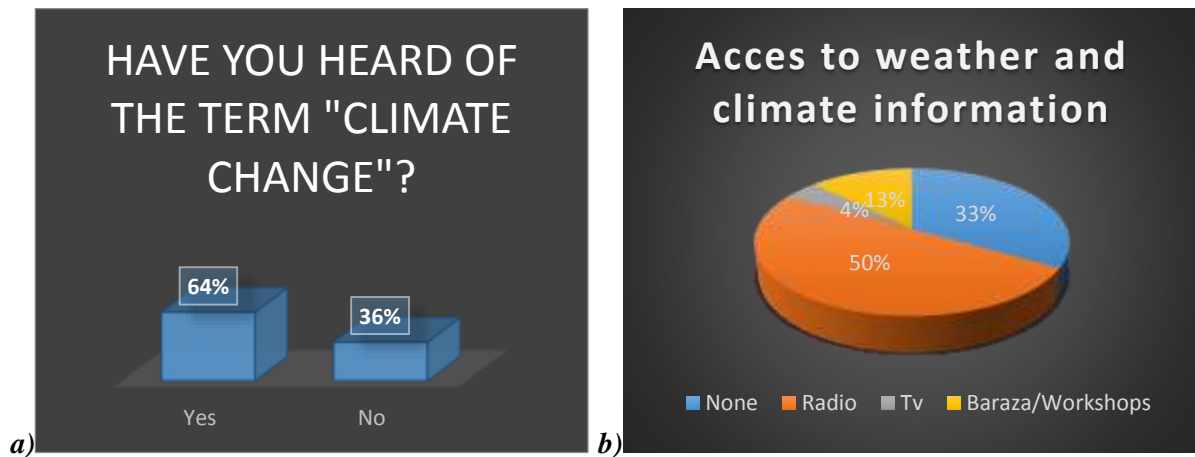 HAVE YOU HEARD OF
THE TERM "CLIMATE
CHANGE"?
64%
36%
Yes
No
a)
Acces to weather and
climate information
13%
4%
33%
50%
None Radio Tv Baraza/Workshops
b)